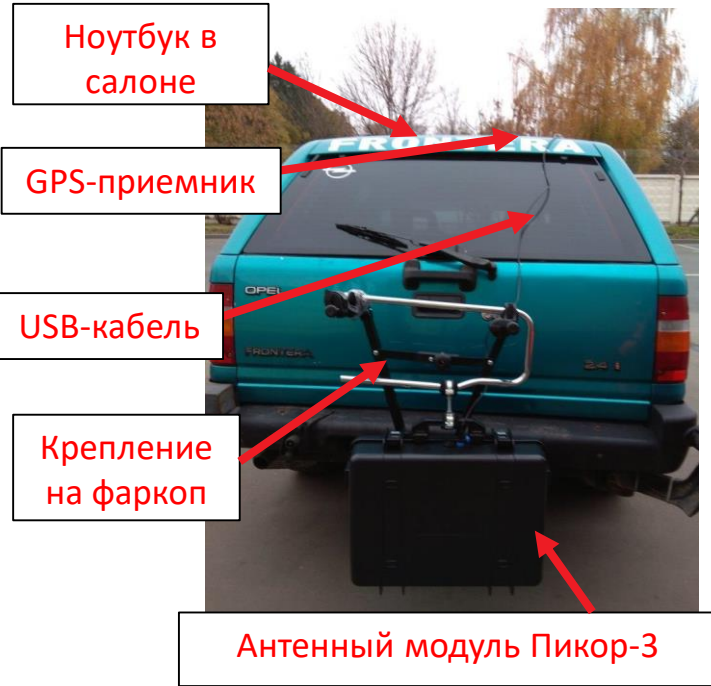 Ноутбук в
салоне
FRONTERA
GPS-приемник
USB-кабель
OPEL
FRONTERA
2.4 i
Крепление
на фаркоп
Антенный модуль Пикор-3